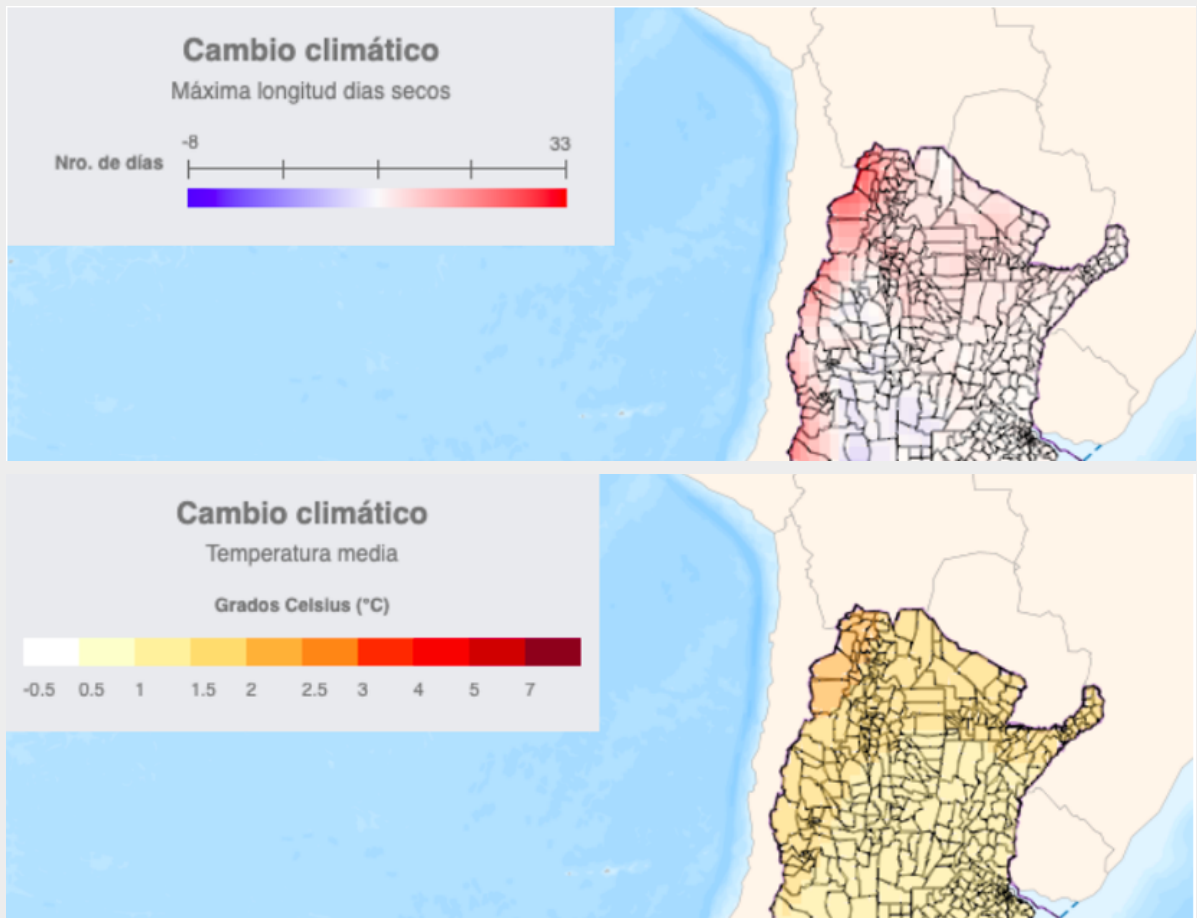 Cambio climático
Máxima longitud dias secos
-8 33
Nro. de días
Cambio climático
Temperatura media
Grados Celsius (°C)
-0.5 0.5 1 1.5 2 2.5 3 4 5 7